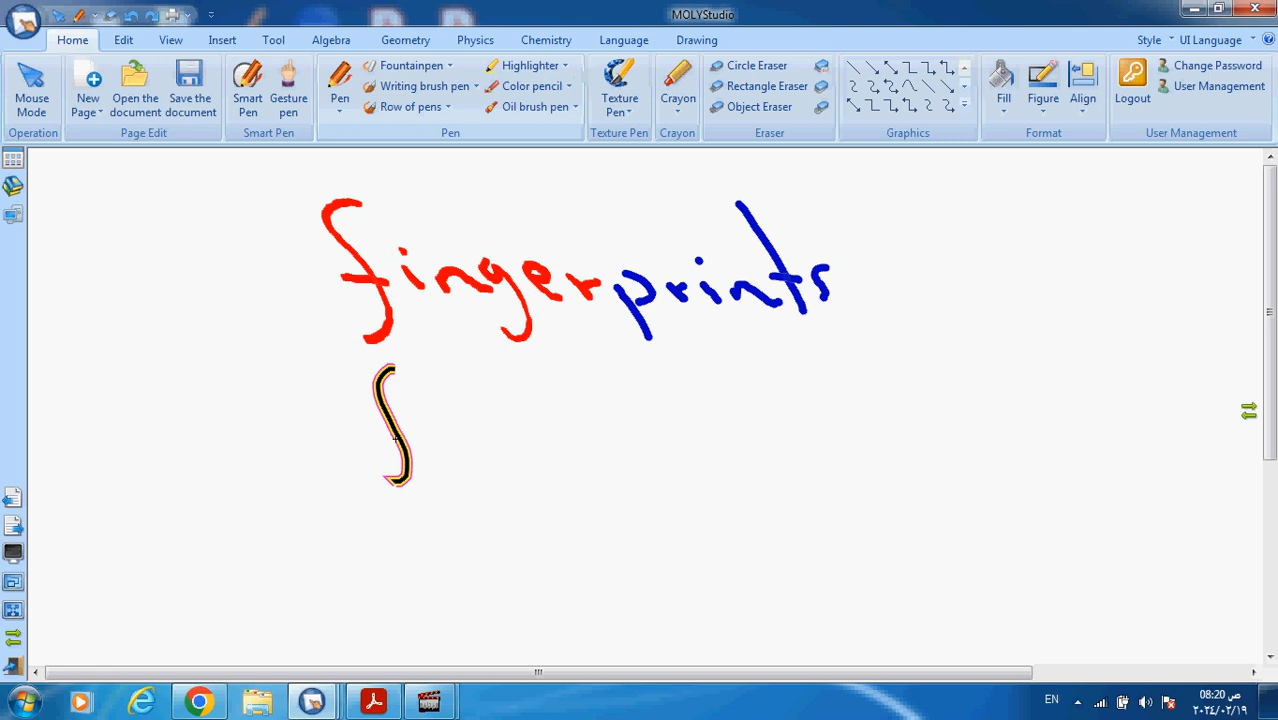 MOLYStudio
Home Edit View Insert Tool Algebra Geometry Physics Chemistry Language Drawing Style UI Language
Mouse Mode
Operation
New Page
Open the document
Save the document
Page Edit
Smart Pen
Gesture pen
Smart Pen
Pen
Fountainpen
Writing brush pen
Row of pens
Highlighter
Color pencil
Oil brush pen
Pen
Texture Pen
Texture Pen
Crayon
Crayon
Circle Eraser
Rectangle Eraser
Object Eraser
Eraser
Graphics
Fill
Figure
Align
Format
Logout
Change Password
User Management
User Management
fingerprints
EN
08:20 ص
٢٠٢٤/٠٢/١٩